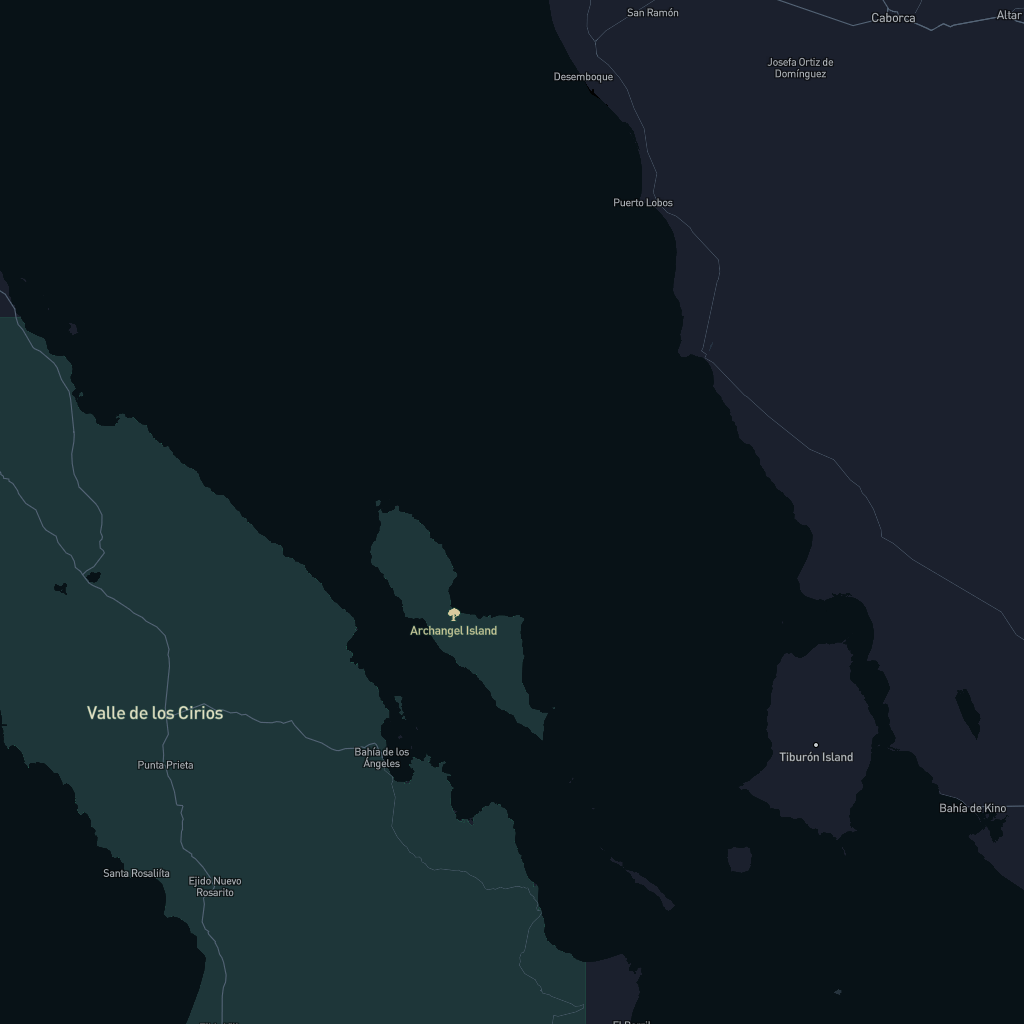 San Ramón
Caborca
Altar
Josefa Ortiz de
Domínguez
Desemboque
Puerto Lobos
Archangel Island
Valle de los Cirios
Bahía de los
Ángeles
Punta Prieta
Tiburón Island
Bahía de Kino
Santa Rosaliíta
Ejido Nuevo
Rosarito